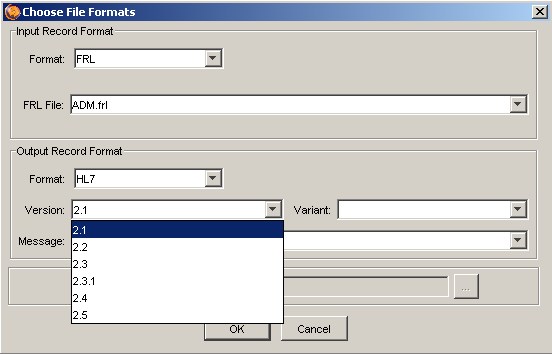 Choose File Formats
Input Record Format
Format: FRL
FRL File: ADM.frl
Output Record Format
Format: HL7
Version: 2.1 Variant:
2.1
Message:
2.2
2.3
2.3.1
2.4
2.5
...
OK Cancel